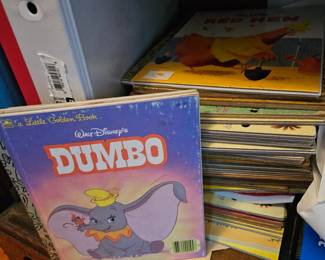 RED HEN
a Little Golden Book
Walt Disney's
DUMBO